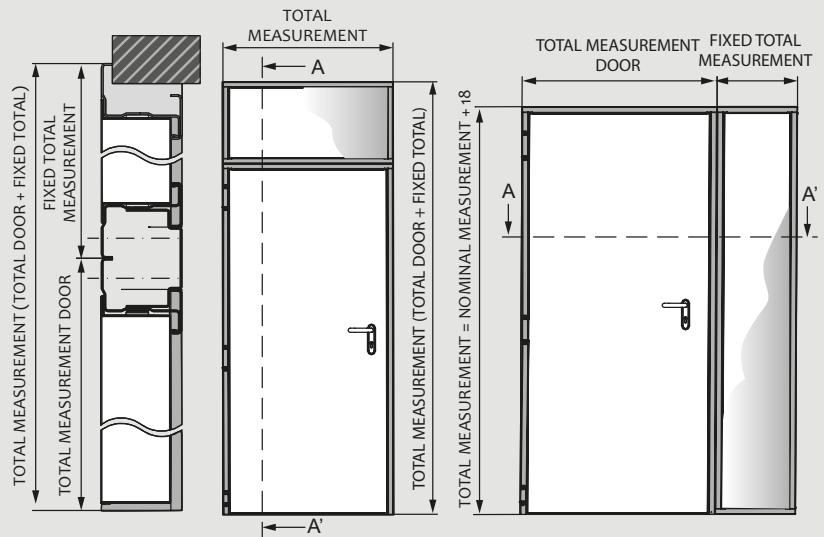 TOTAL MEASUREMENT (TOTAL DOOR + FIXED TOTAL)
FIXED TOTAL
MEASUREMENT
TOTAL MEASUREMENT DOOR
TOTAL
MEASUREMENT
A
A'
TOTAL MEASUREMENT (TOTAL DOOR + FIXED TOTAL)
TOTAL MEASUREMENT = NOMINAL MEASUREMENT + 18
TOTAL MEASUREMENT
DOOR
FIXED TOTAL
MEASUREMENT
A
A'